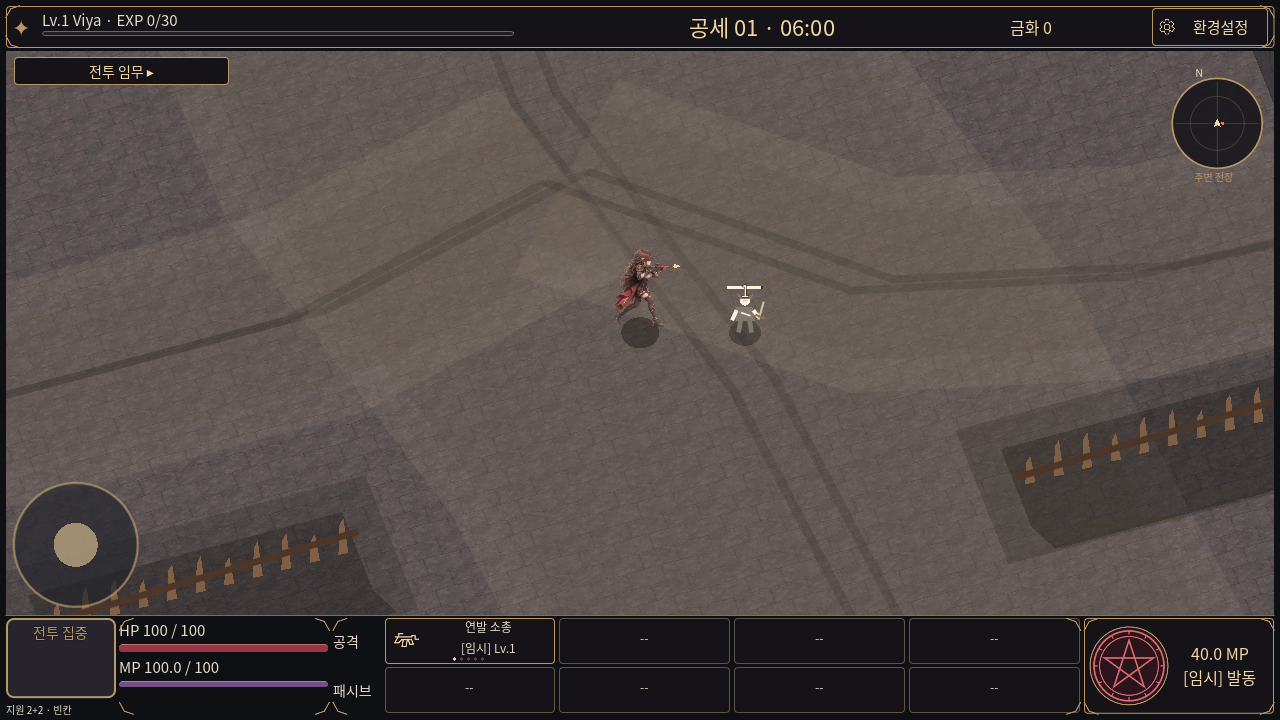 Lv.1 Viya · EXP 0/30
공세 01 · 06:00
금화 0
환경설정
전투 임무 ▸
N
주변 전장
전투 집중
HP 100 / 100
MP 100.0 / 100
지원 2+2 · 빈칸
공격
패시브
연발 소총
[임시] Lv.1
--
--
--
--
--
--
--
40.0 MP
[임시] 발동